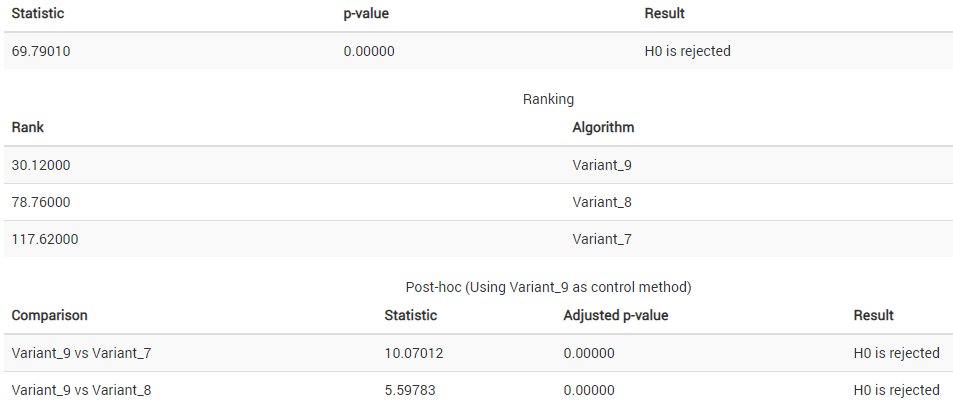 Statistic p-value Result
69.79010 0.00000 H0 is rejected
Ranking
Rank Algorithm
30.12000 Variant_9
78.76000 Variant_8
117.62000 Variant_7
Post-hoc (Using Variant_9 as control method)
Comparison Statistic Adjusted p-value Result
Variant_9 vs Variant_7 10.07012 0.00000 H0 is rejected
Variant_9 vs Variant_8 5.59783 0.00000 H0 is rejected